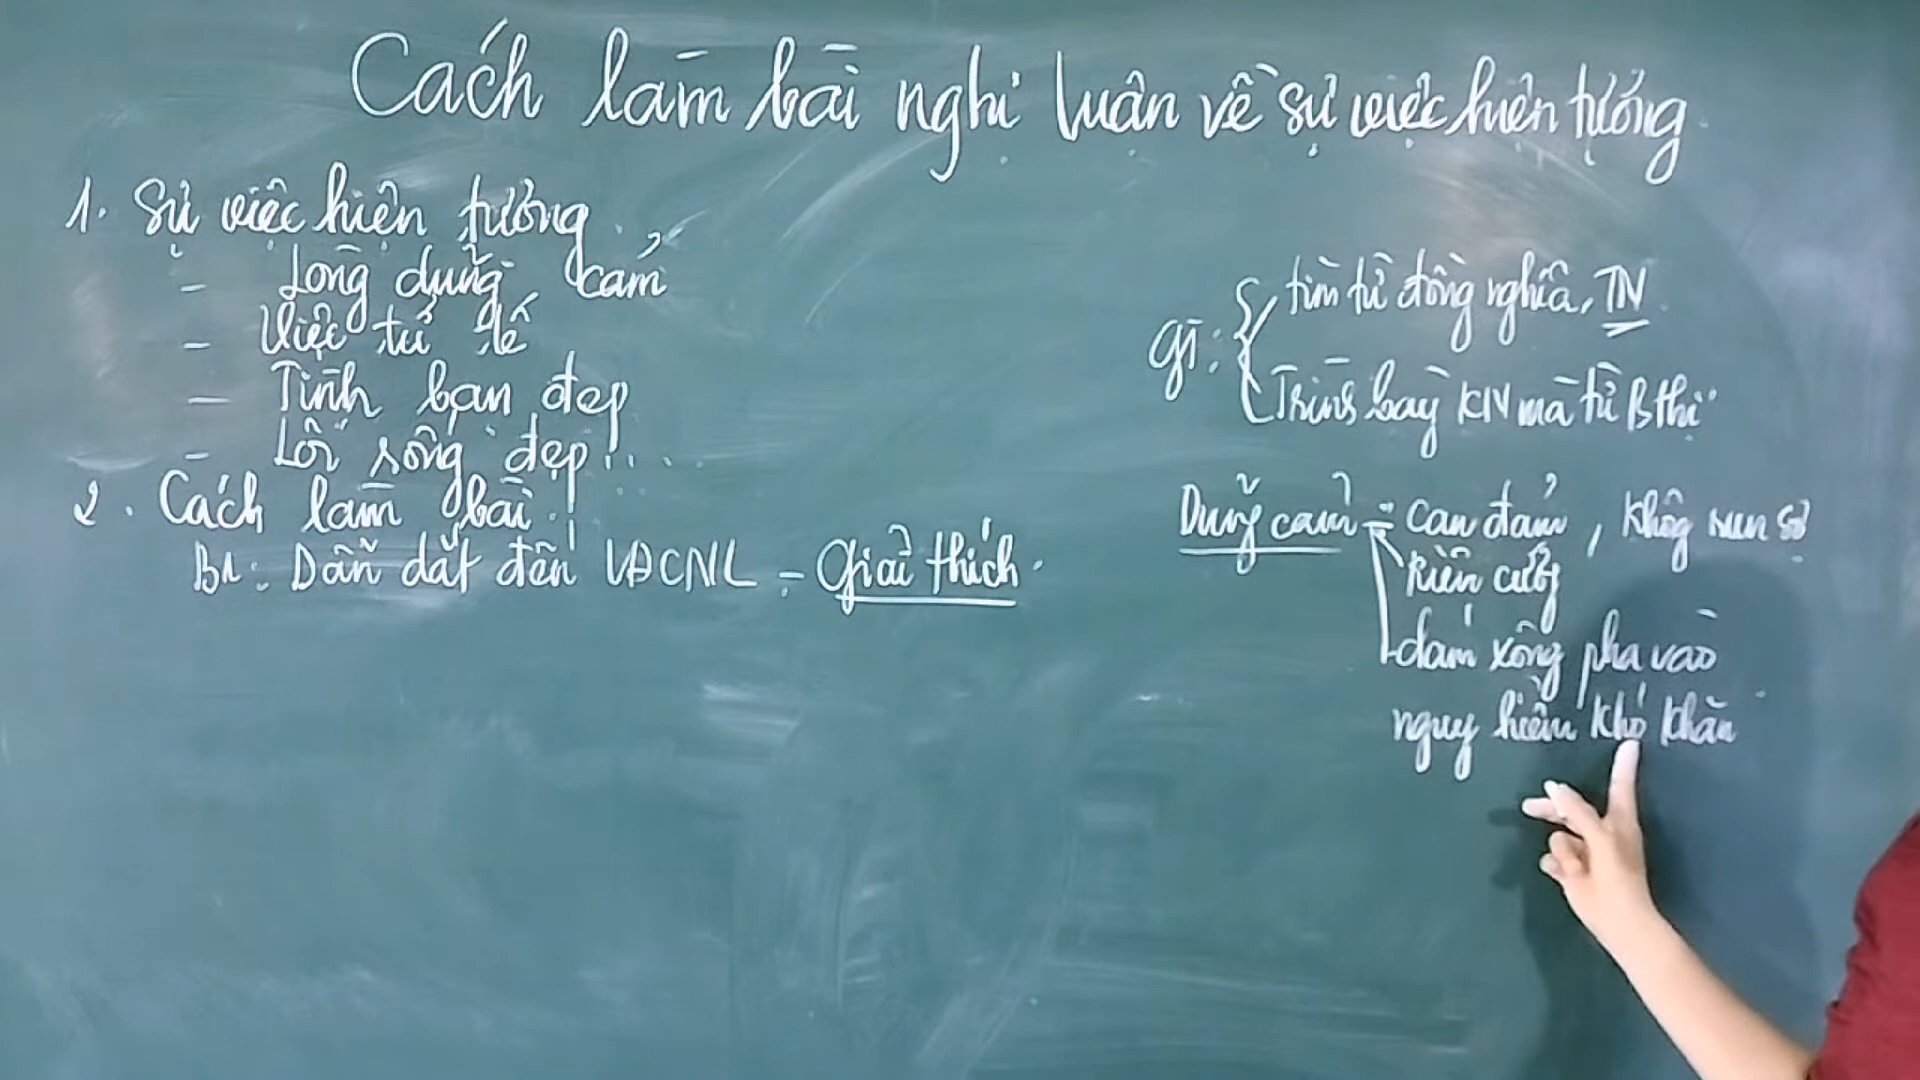 Cách làm bài nghị luận về sự việc hiện tượng
1. Sự việc hiện tượng
- Lòng dũng cảm
- Việc tử tế
- Tình bạn đẹp
- Lối sống đẹp....
2. Cách làm bài:
B1: Dẫn dắt đến VĐCNL - Giải thích.
Gì: { tìm từ đồng nghĩa, TN
Trình bày KN mà từ B thị
Dũng cảm = can đảm, không run sợ
kiên cường
dám xông pha vào
nguy hiểm khó khăn